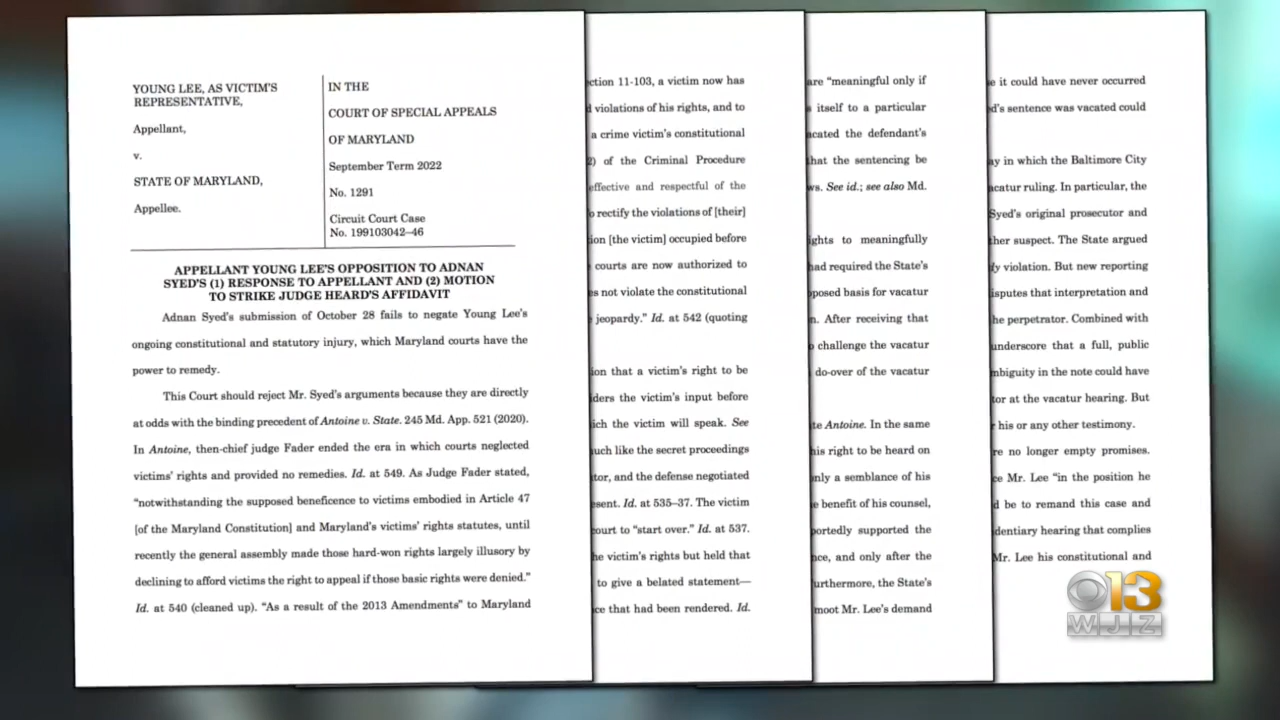 YOUNG LEE, AS VICTIM'S
REPRESENTATIVE,
Appellant,
v.
STATE OF MARYLAND,
Appellee.
IN THE
COURT OF SPECIAL APPEALS
OF MARYLAND
September Term 2022
No. 1291
Circuit Court Case
No. 199103042–46
APPELLANT YOUNG LEE'S OPPOSITION TO ADNAN
SYED'S (1) RESPONSE TO APPELLANT AND (2) MOTION
TO STRIKE JUDGE HEARD'S AFFIDAVIT
Adnan Syed's submission of October 28 fails to negate Young Lee's
ongoing constitutional and statutory injury, which Maryland courts have the
power to remedy.
This Court should reject Mr. Syed's arguments because they are directly
at odds with the binding precedent of Antoine v. State. 245 Md. App. 521 (2020).
In Antoine, then-chief judge Fader ended the era in which courts neglected
victims' rights and provided no remedies. Id. at 549. As Judge Fader stated,
"notwithstanding the supposed beneficence to victims embodied in Article 47
[of the Maryland Constitution] and Maryland's victims' rights statutes, until
recently the general assembly made those hard-won rights largely illusory by
declining to afford victims the right to appeal if those basic rights were denied."
Id. at 540 (cleaned up). "As a result of the 2013 Amendments" to Maryland
ction 11-103, a victim now has
d violations of his rights, and to
a crime victim's constitutional
2) of the Criminal Procedure
effective and respectful of the
o rectify the violations of [their]
ion [the victim] occupied before
courts are now authorized to
es not violate the constitutional
jeopardy." Id. at 542 (quoting
ion that a victim's right to be
ders the victim's input before
ich the victim will speak. See
uch like the secret proceedings
tor, and the defense negotiated
esent. Id. at 535–37. The victim
ourt to "start over." Id. at 537.
he victim's rights but held that
to give a belated statement—
ce that had been rendered. Id.
are "meaningful only if
itself to a particular
acated the defendant's
hat the sentencing be
ws. See id.; see also Md.
ights to meaningfully
had required the State's
posed basis for vacatur
n. After receiving that
o challenge the vacatur
do-over of the vacatur
te Antoine. In the same
his right to be heard on
only a semblance of his
e benefit of his counsel,
portedly supported the
nce, and only after the
urthermore, the State's
moot Mr. Lee's demand
e it could have never occurred
d's sentence was vacated could
ay in which the Baltimore City
acatur ruling. In particular, the
Syed's original prosecutor and
her suspect. The State argued
dy violation. But new reporting
isputes that interpretation and
he perpetrator. Combined with
underscore that a full, public
mbiguity in the note could have
tor at the vacatur hearing. But
his or any other testimony.
re no longer empty promises.
ce Mr. Lee "in the position he
d be to remand this case and
dentiary hearing that complies
Mr. Lee his constitutional and
13
WJZ